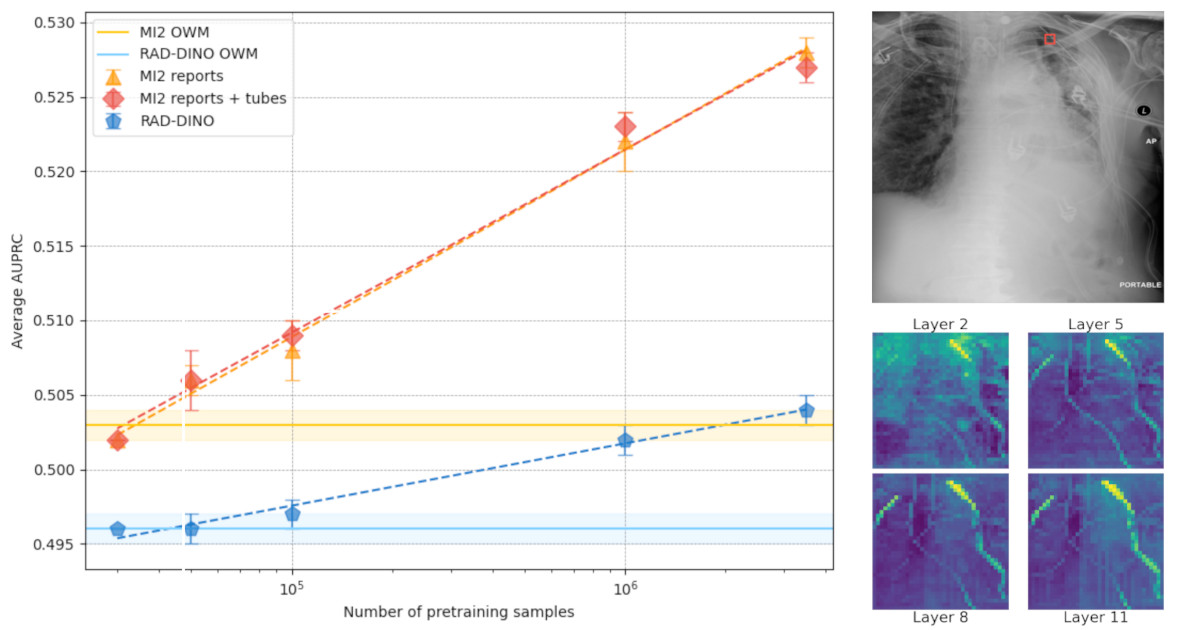 0.530
0.525
0.520
0.515
0.510
0.505
0.500
0.495
Average AUPRC
MI2 OWM
RAD-DINO OWM
MI2 reports
MI2 reports + tubes
RAD-DINO
10⁵
10⁶
Number of pretraining samples
L
AP
PORTABLE
Layer 2
Layer 5
Layer 8
Layer 11